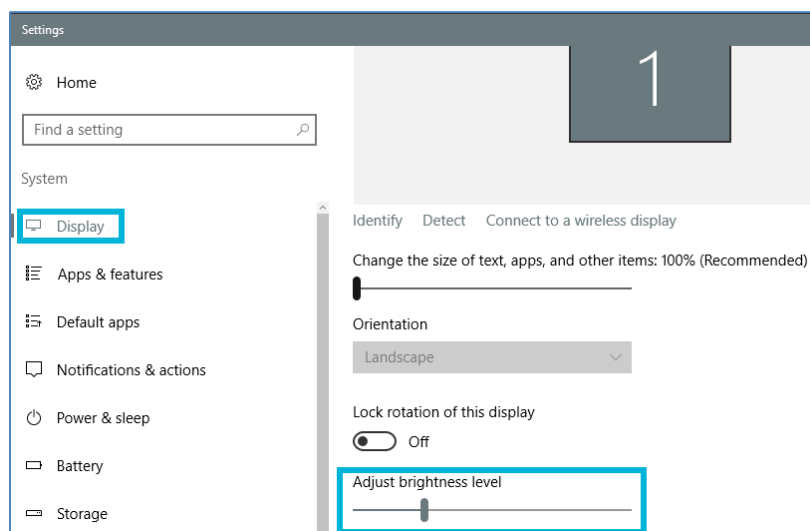 Settings
Home
Find a setting
System
Display
Apps & features
Default apps
Notifications & actions
Power & sleep
Battery
Storage
1
Identify Detect Connect to a wireless display
Change the size of text, apps, and other items: 100% (Recommended)
Orientation
Landscape
Lock rotation of this display
Off
Adjust brightness level